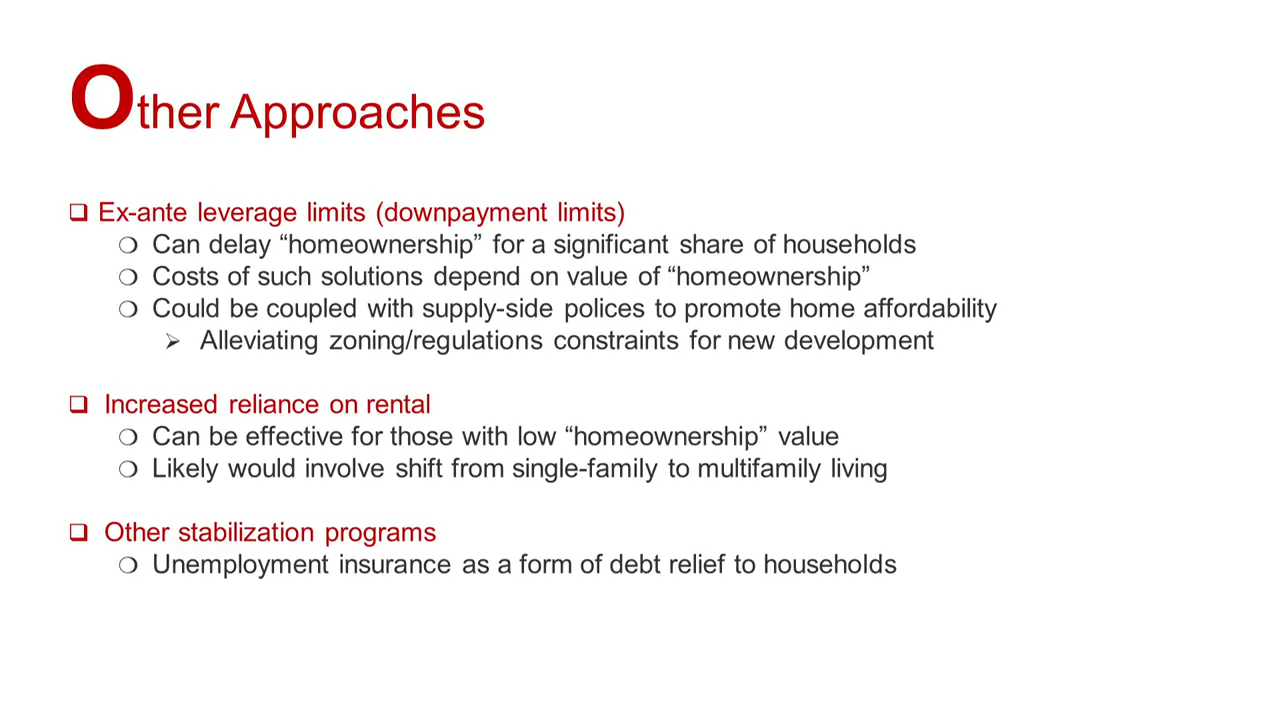 Other Approaches
❑ Ex-ante leverage limits (downpayment limits)
❍ Can delay “homeownership” for a significant share of households
❍ Costs of such solutions depend on value of “homeownership”
❍ Could be coupled with supply-side polices to promote home affordability
➢ Alleviating zoning/regulations constraints for new development
❑ Increased reliance on rental
❍ Can be effective for those with low “homeownership” value
❍ Likely would involve shift from single-family to multifamily living
❑ Other stabilization programs
❍ Unemployment insurance as a form of debt relief to households